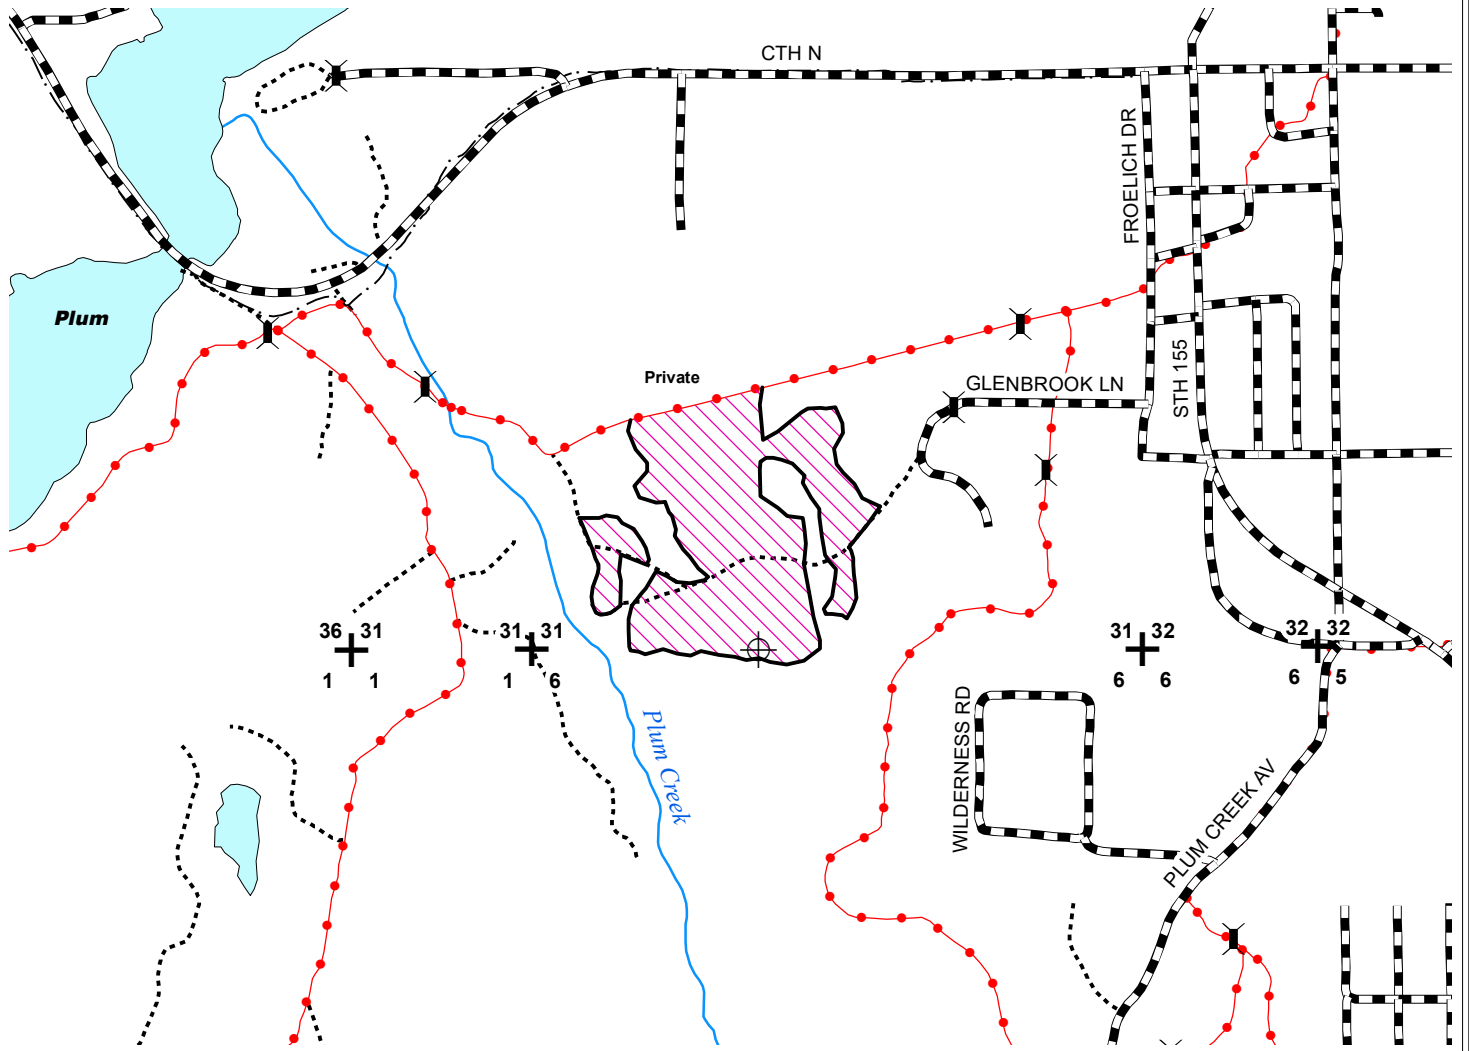 CTH N
FROELICH DR
Plum
Private
GLENBROOK LN
STH 155
36 31
1 1
31 31
1 6
31 32
6 6
32 32
6 5
Plum Creek
WILDERNESS RD
PLUM CREEK AV